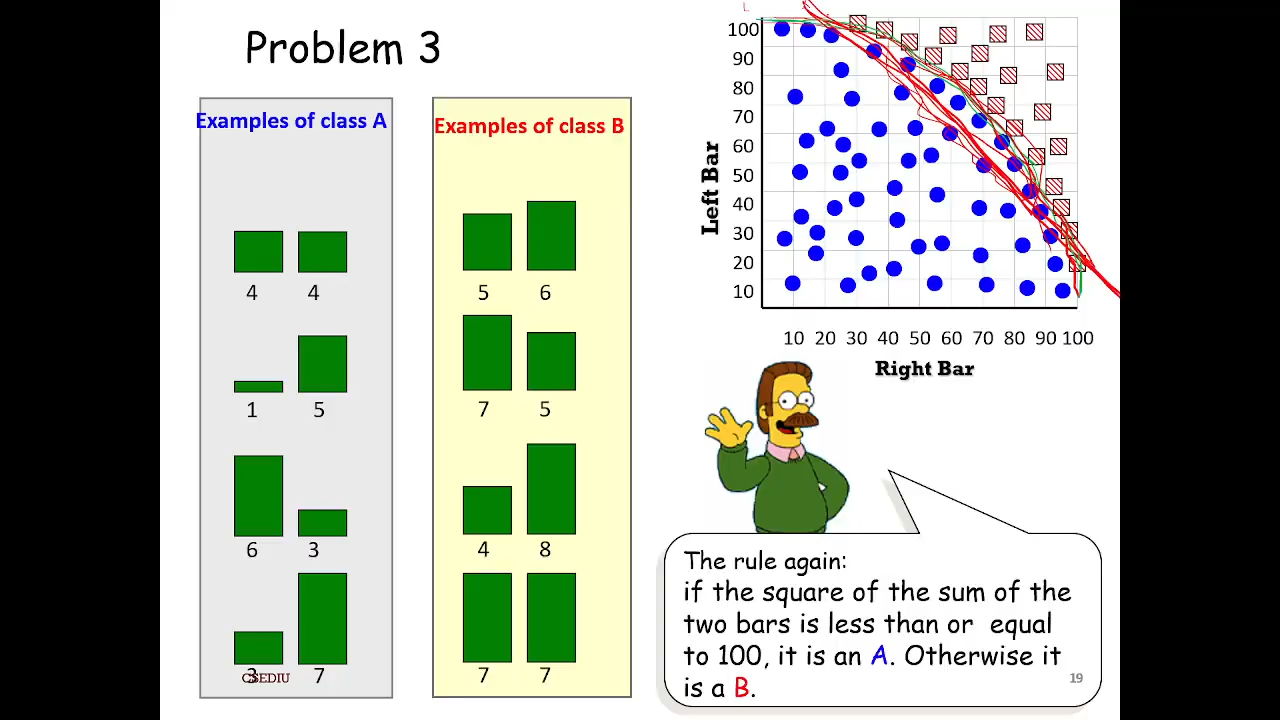 Problem 3
Examples of class A
4 4
1 5
6 3
3 7
CSEDIU
Examples of class B
5 6
7 5
4 8
7 7
Left Bar
100
90
80
70
60
50
40
30
20
10
10 20 30 40 50 60 70 80 90 100
Right Bar
The rule again:
if the square of the sum of the
two bars is less than or equal
to 100, it is an A. Otherwise it
is a B.
19